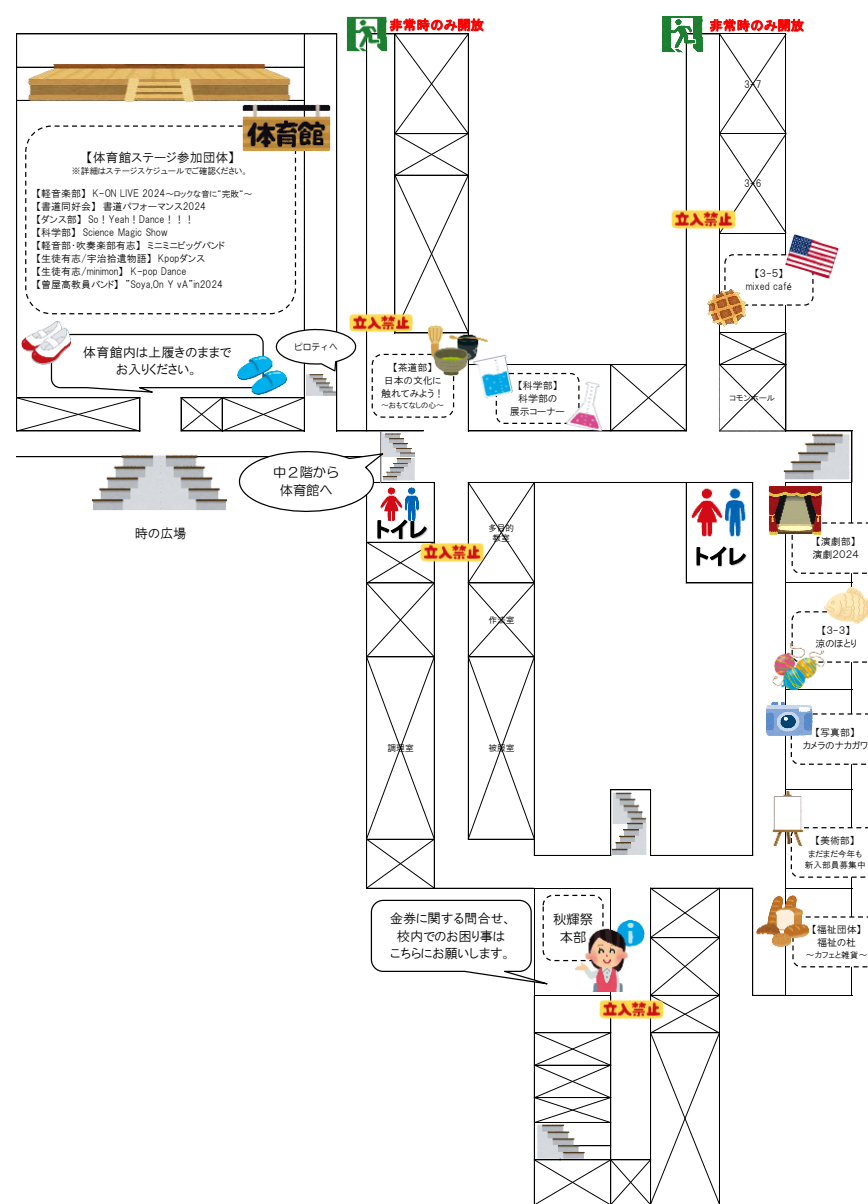 非常時のみ開放
非常時のみ開放
体育館
【体育館ステージ参加団体】
※詳細はステージスケジュールでご確認ください。
【軽音楽部】 K-ON LIVE 2024~ロックな音に"完敗"~
【書道同好会】 書道パフォーマンス2024
【ダンス部】 So!Yeah!Dance!!!
【科学部】 Science Magic Show
【軽音部・吹奏楽部有志】 ミニミニビッグバンド
【生徒有志/宇治拾遺物語】 Kpopダンス
【生徒有志/minimon】 K-pop Dance
【曽屋高教員バンド】 "Soya,On Y vA"in2024
3-7
3-6
立入禁止
【3-5】
mixed café
コモンホール
立入禁止
ピロティへ
体育館内は上履きのままで
お入りください。
【茶道部】
日本の文化に
触れてみよう!
~おもてなしの心~
【科学部】
科学部の
展示コーナー
中2階から
体育館へ
時の広場
トイレ
立入禁止
多目的
教室
作法室
調理室
被服室
トイレ
【演劇部】
演劇2024
【3-3】
涼のほとり
【写真部】
カメラのナカガワ
【美術部】
まだまだ今年も
新入部員募集中
【福祉団体】
福祉の杜
~カフェと雑貨~
金券に関する問合せ、
校内でのお困り事は
こちらにお願いします。
秋輝祭
本部
i
立入禁止